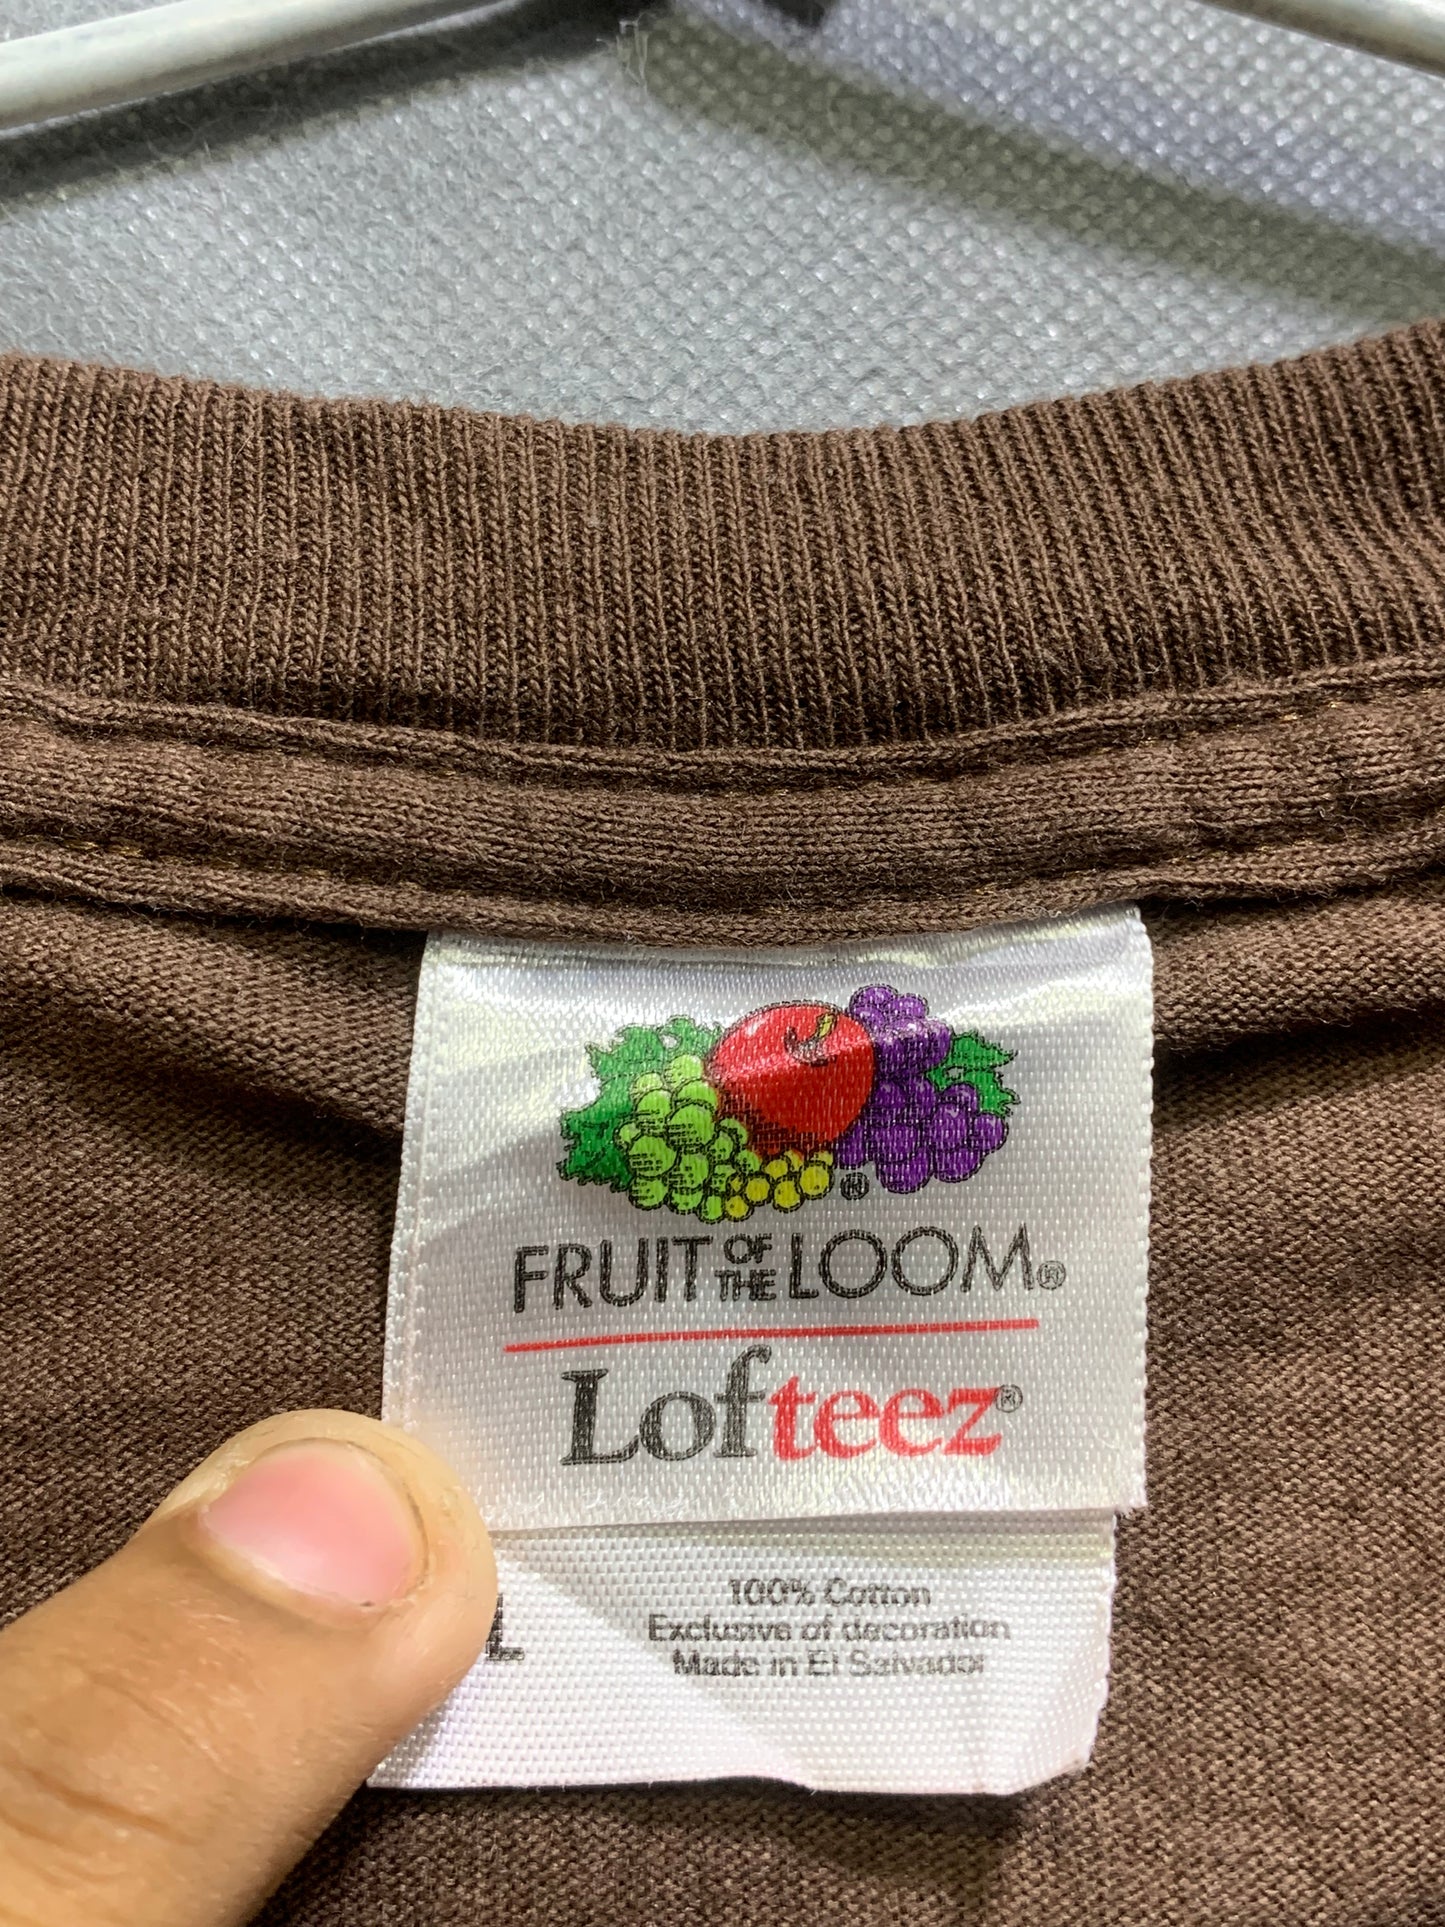 ®
FRUIT OF THE LOOM®
Lofteez®
L
100% Cotton
Exclusive of decoration
Made in El Salvador